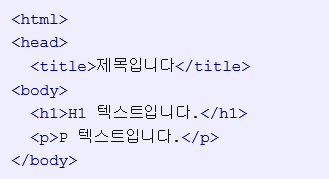 <html>
<head>
  <title>제목입니다</title>
<body>
  <h1>H1 텍스트입니다.</h1>
  <p>P 텍스트입니다.</p>
</body>